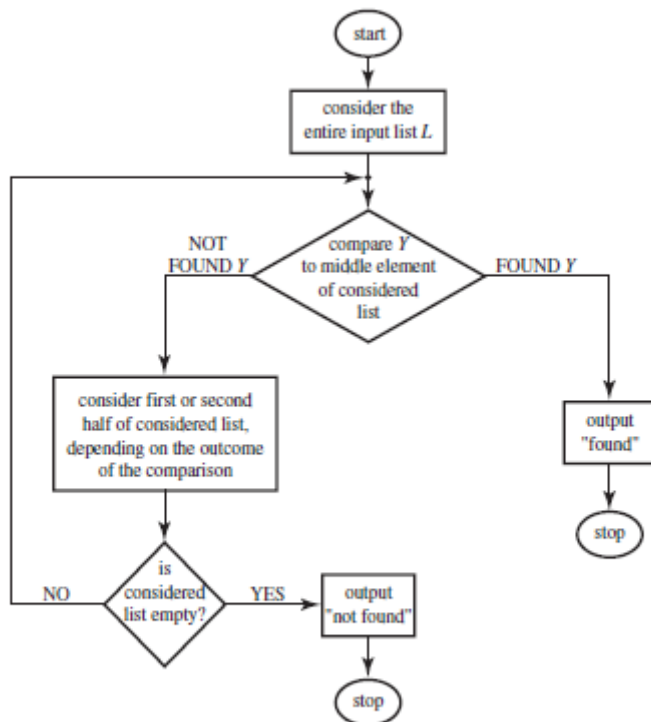 start
consider the
entire input list L
compare Y
to middle element
of considered
list
NOT
FOUND Y
FOUND Y
consider first or second
half of considered list,
depending on the outcome
of the comparison
output
"found"
stop
is
considered
list empty?
NO
YES
output
"not found"
stop